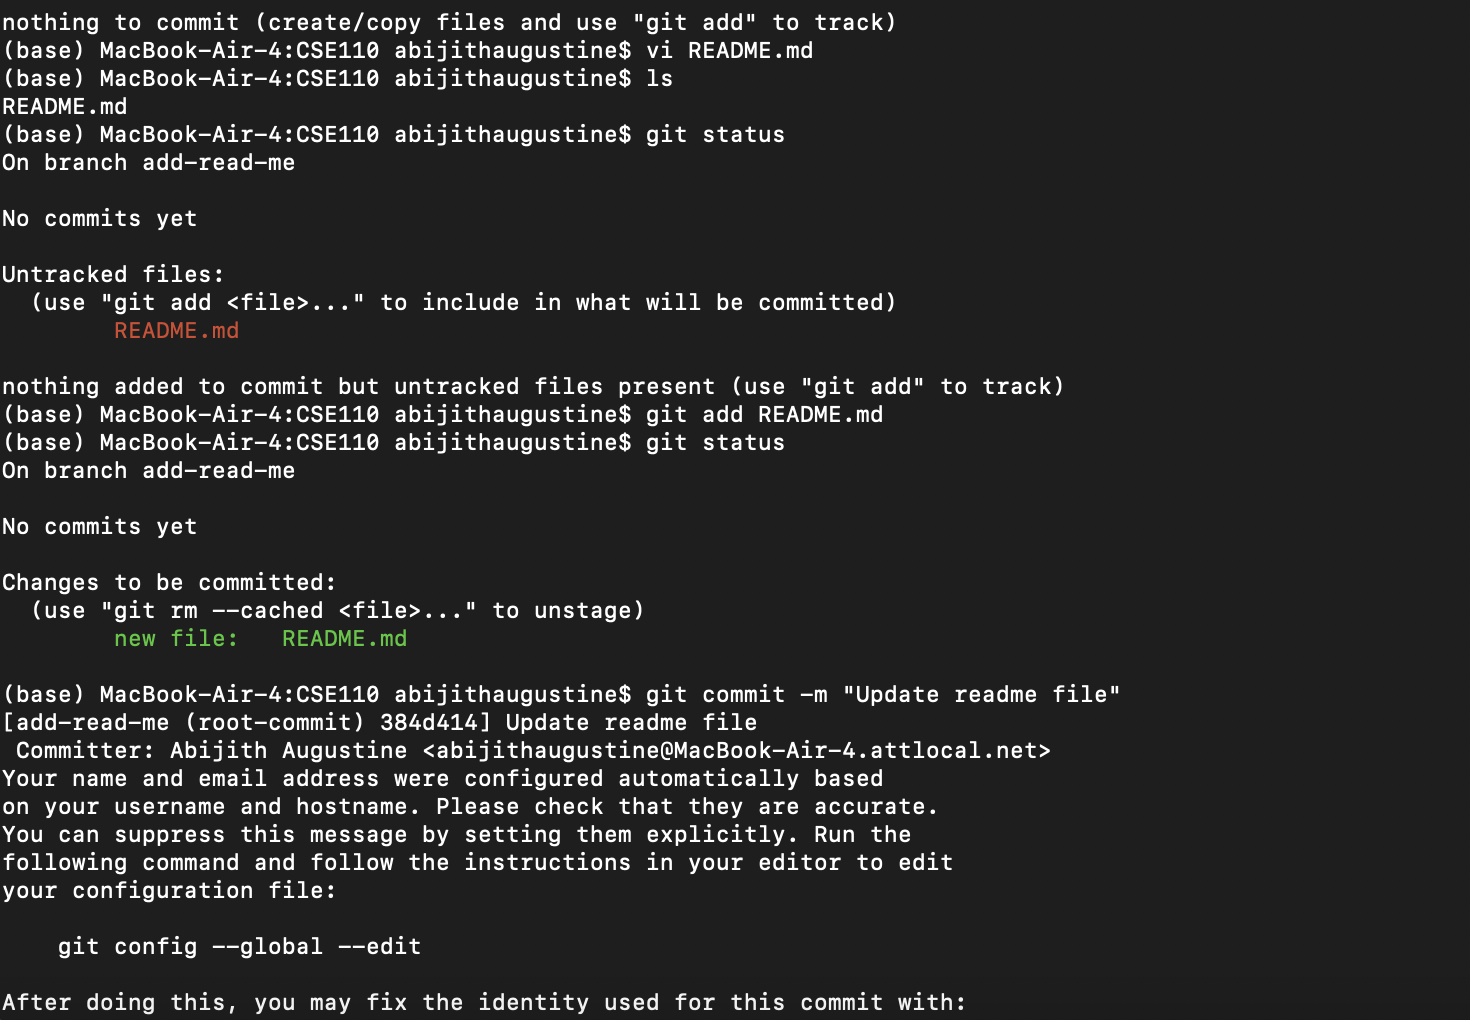 nothing to commit (create/copy files and use "git add" to track)
(base) MacBook-Air-4:CSE110 abijithaugustine$ vi README.md
(base) MacBook-Air-4:CSE110 abijithaugustine$ ls
README.md
(base) MacBook-Air-4:CSE110 abijithaugustine$ git status
On branch add-read-me

No commits yet

Untracked files:
  (use "git add <file>..." to include in what will be committed)
        README.md

nothing added to commit but untracked files present (use "git add" to track)
(base) MacBook-Air-4:CSE110 abijithaugustine$ git add README.md
(base) MacBook-Air-4:CSE110 abijithaugustine$ git status
On branch add-read-me

No commits yet

Changes to be committed:
  (use "git rm --cached <file>..." to unstage)
        new file:   README.md

(base) MacBook-Air-4:CSE110 abijithaugustine$ git commit -m "Update readme file"
[add-read-me (root-commit) 384d414] Update readme file
 Committer: Abijith Augustine <abijithaugustine@MacBook-Air-4.attlocal.net>
Your name and email address were configured automatically based
on your username and hostname. Please check that they are accurate.
You can suppress this message by setting them explicitly. Run the
following command and follow the instructions in your editor to edit
your configuration file:

    git config --global --edit

After doing this, you may fix the identity used for this commit with: